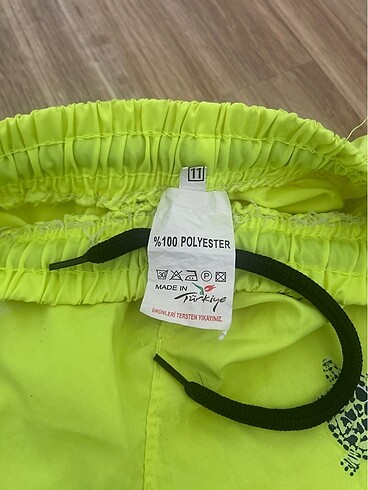 11
%100 POLYESTER
P
MADE IN
Türkiye
ÜRÜNLERİ TERSTEN YIKAYINIZ.